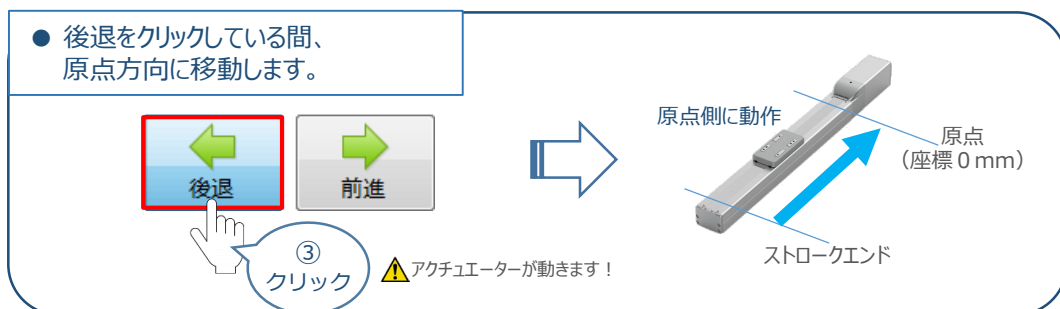 ● 後退をクリックしている間、
原点方向に移動します。
後退
前進
③
クリック
アクチュエーターが動きます！
原点側に動作
原点
（座標０mm）
ストロークエンド